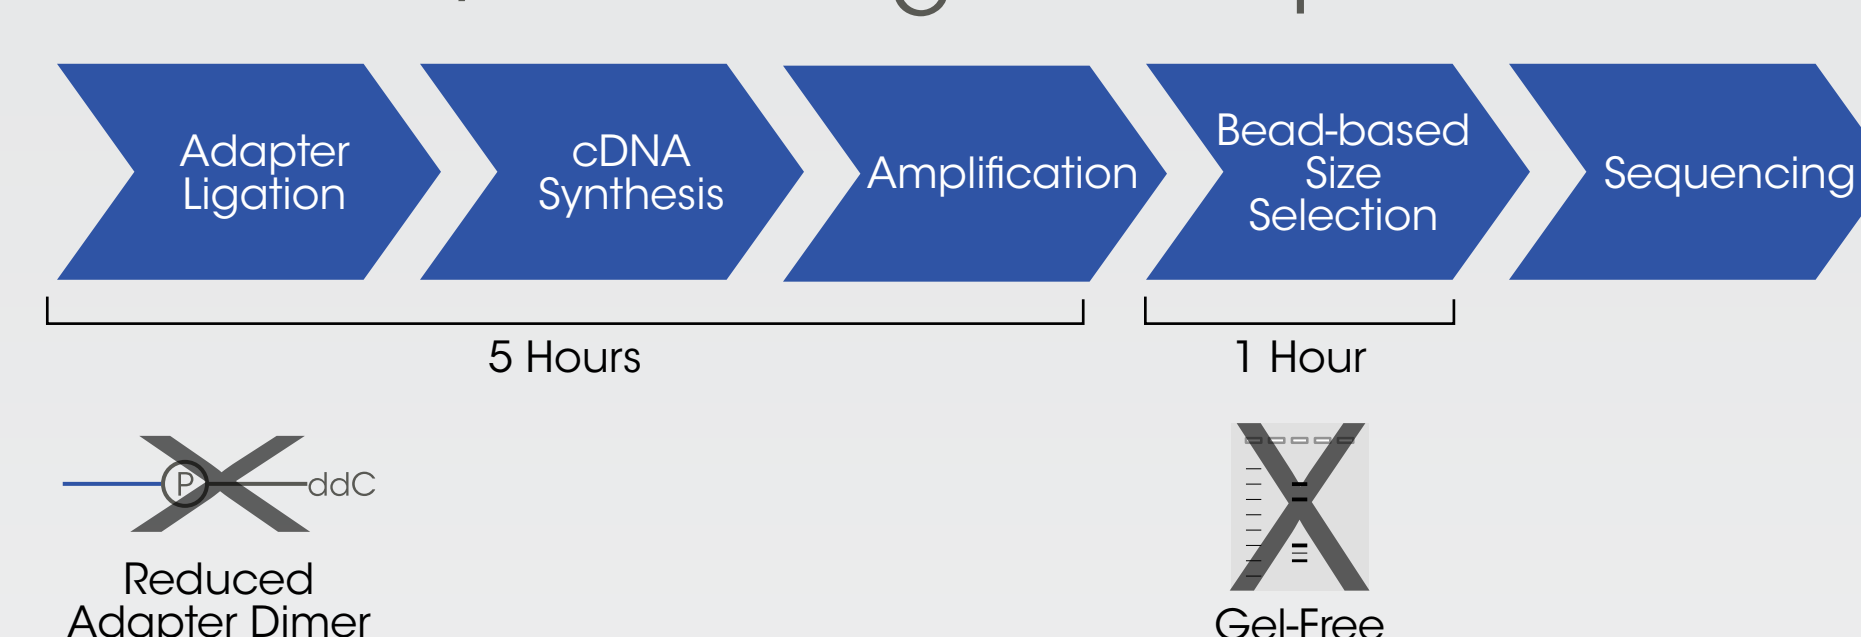 Adapter
Ligation
cDNA
Synthesis
Amplification
Bead-based
Size
Selection
Sequencing
5 Hours
1 Hour
P
ddC
Reduced
Adapter Dimer
Gel-Free